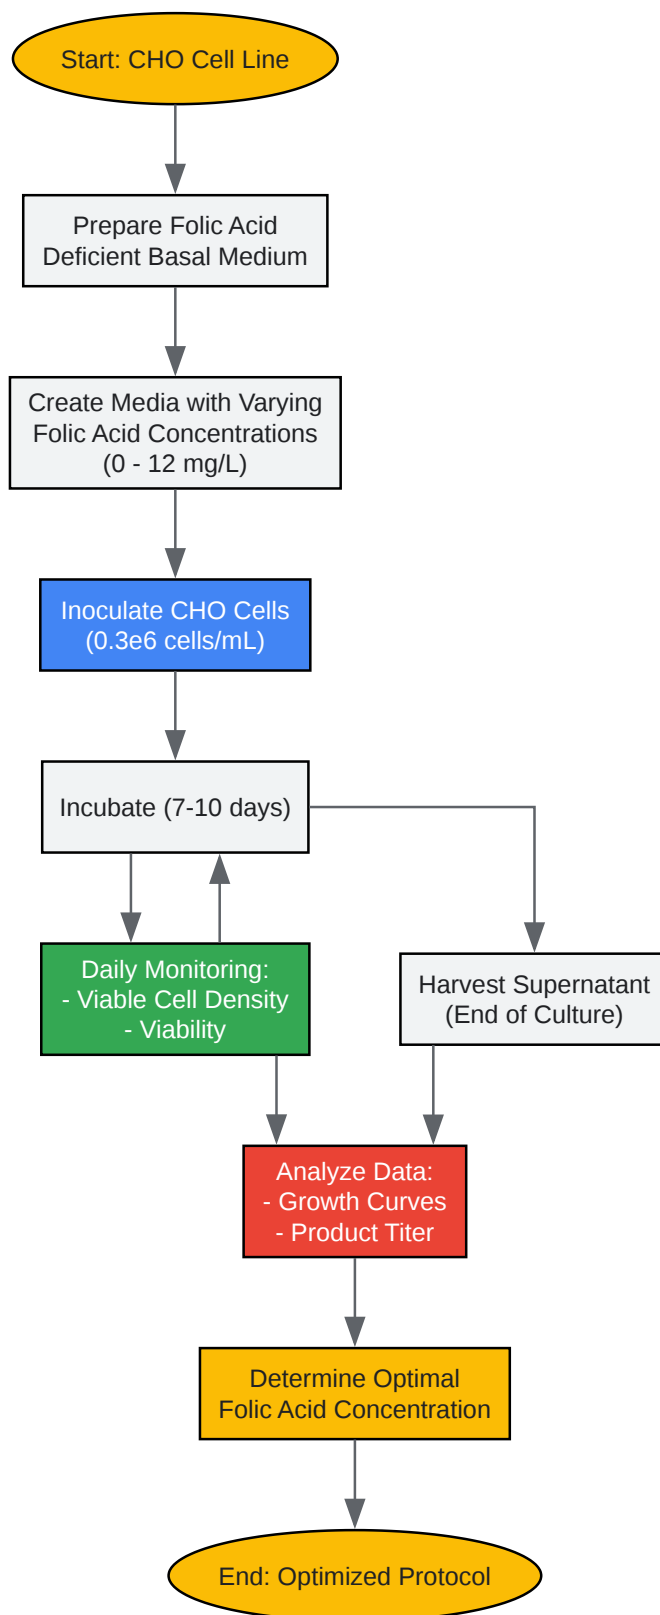 Start: CHO Cell Line
Prepare Folic Acid
Deficient Basal Medium
Create Media with Varying
Folic Acid Concentrations
(0 - 12 mg/L)
Inoculate CHO Cells
(0.3e6 cells/mL)
Incubate (7-10 days)
Daily Monitoring:
- Viable Cell Density
- Viability
Harvest Supernatant
(End of Culture)
Analyze Data:
- Growth Curves
- Product Titer
Determine Optimal
Folic Acid Concentration
End: Optimized Protocol